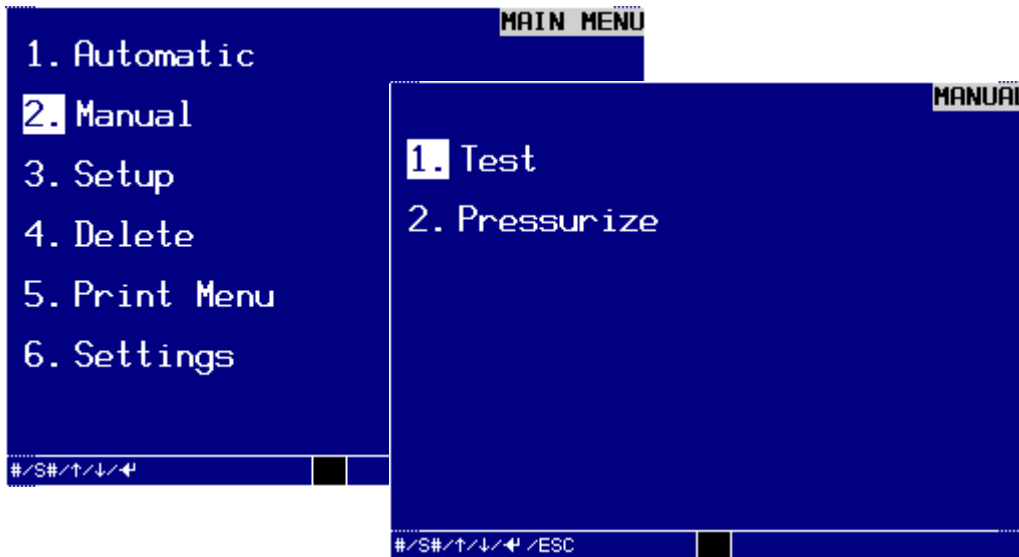 MAIN MENU
1. Automatic
2. Manual
3. Setup
4. Delete
5. Print Menu
6. Settings
#/S#/↑/↓/↵
MANUAL
1. Test
2. Pressurize
#/S#/↑/↓/↵ /ESC